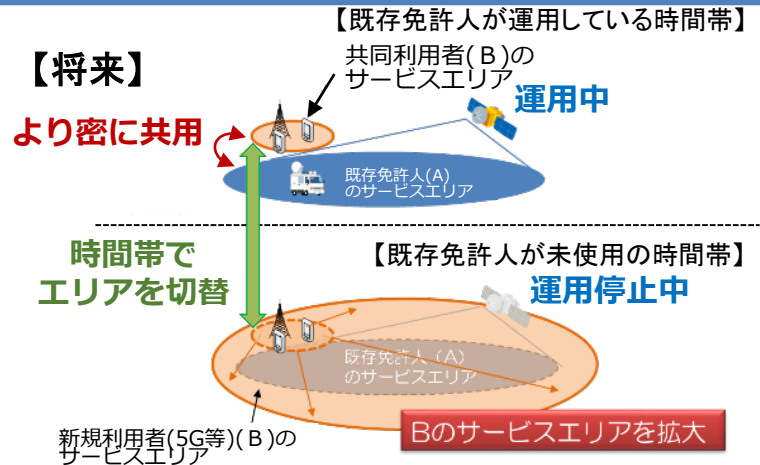 【既存免許人が運用している時間帯】
【将来】
共同利用者(Ｂ)の
サービスエリア
運用中
より密に共用
既存免許人(A)
のサービスエリア
時間帯で
エリアを切替
【既存免許人が未使用の時間帯】
運用停止中
既存免許人（A）
のサービスエリア
新規利用者(5G等)(Ｂ)の
サービスエリア
Bのサービスエリアを拡大